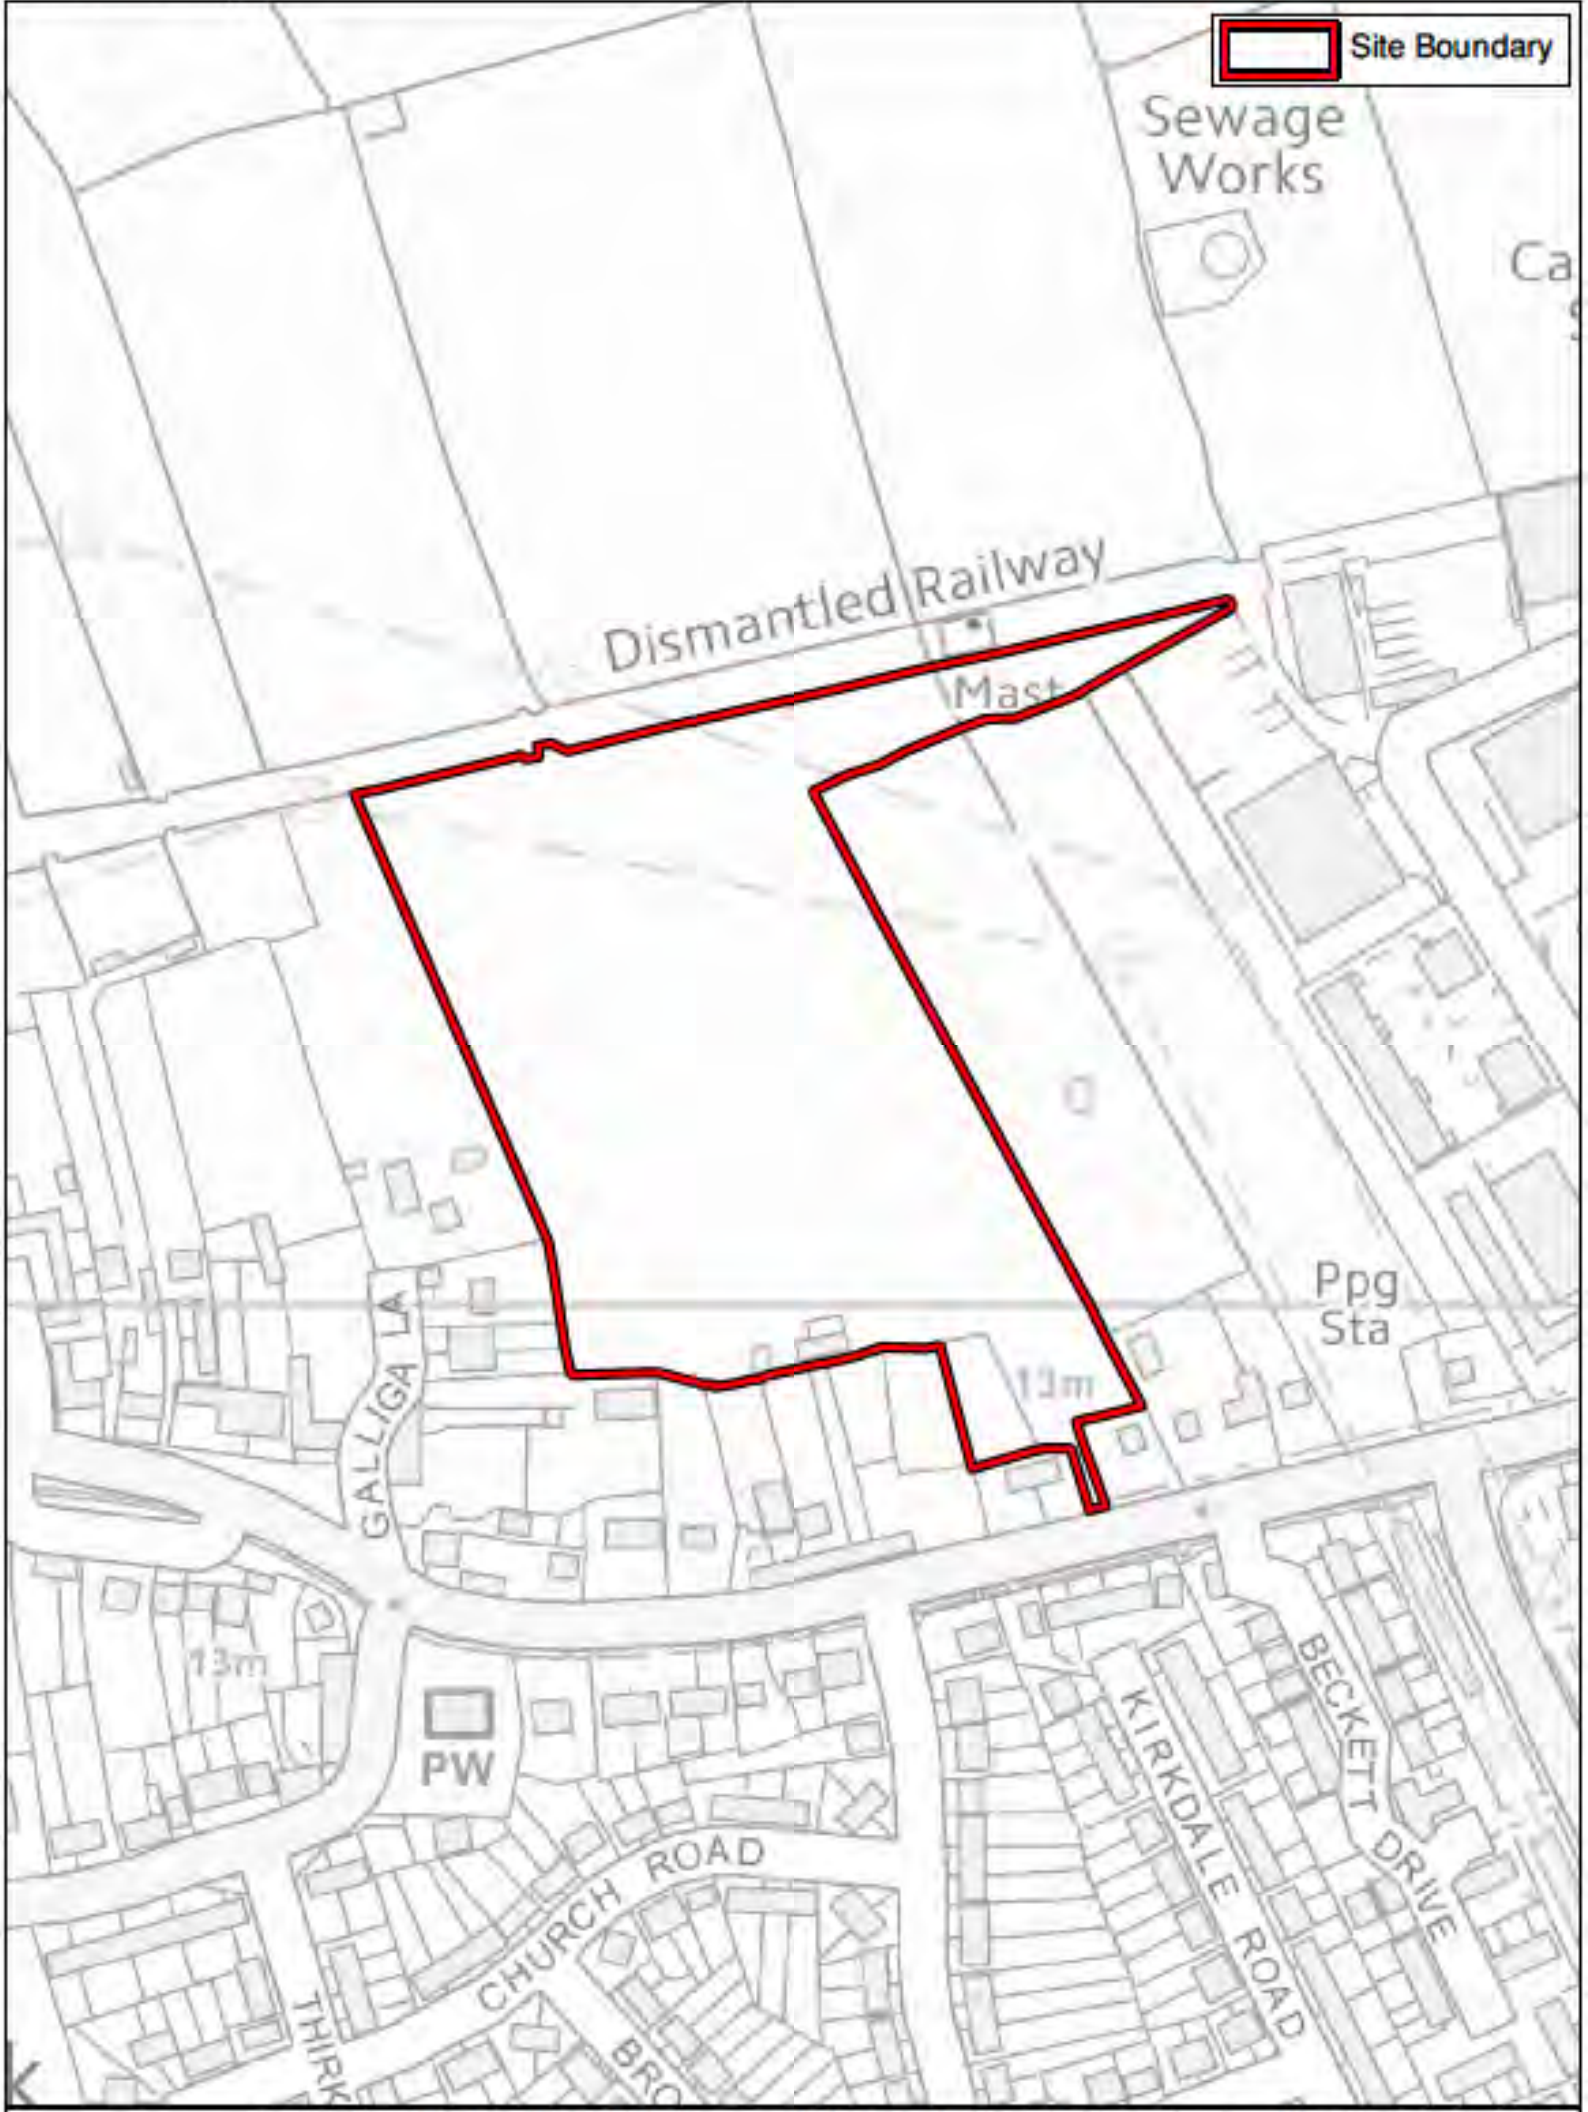 Site Boundary
Sewage
Works
Ca
Dismantled Railway
Mast
Ppg
Sta
13m
GALLIGA LA
13m
PW
BECKETT DRIVE
KIRKDALE ROAD
CHURCH ROAD
THIRK
BRO
K